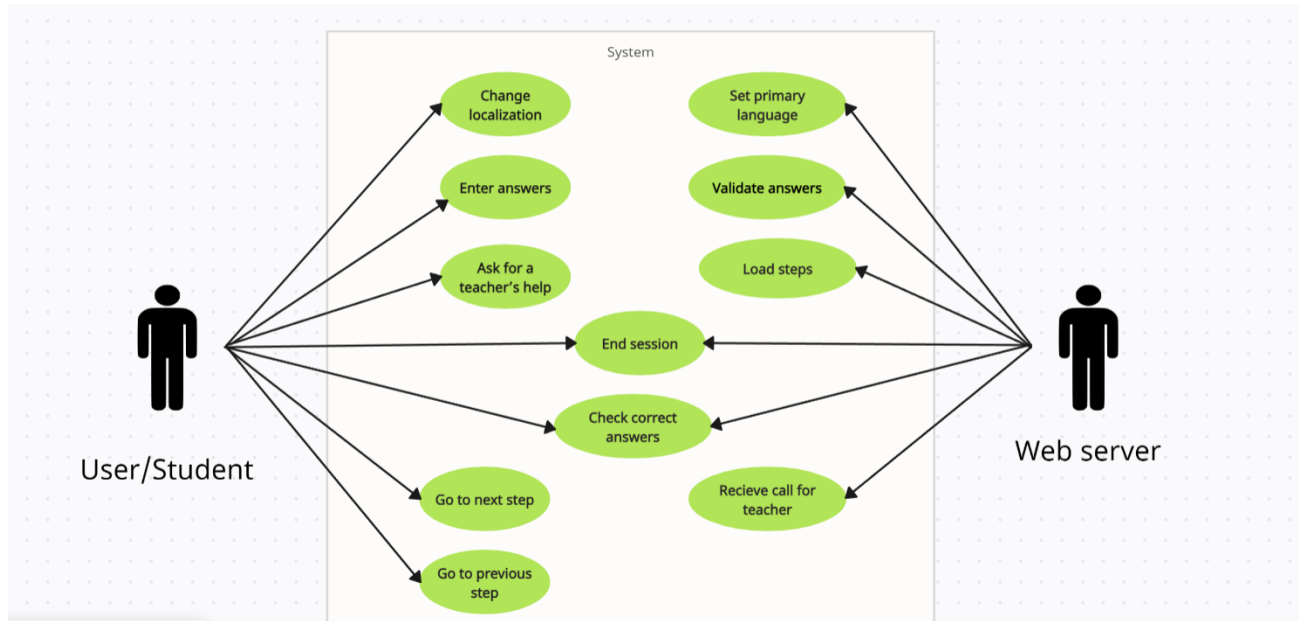 System
Change
localization
Set primary
language
Enter answers
Validate answers
Ask for a
teacher’s help
Load steps
End session
Check correct
answers
User/Student
Web server
Go to next step
Recieve call for
teacher
Go to previous
step